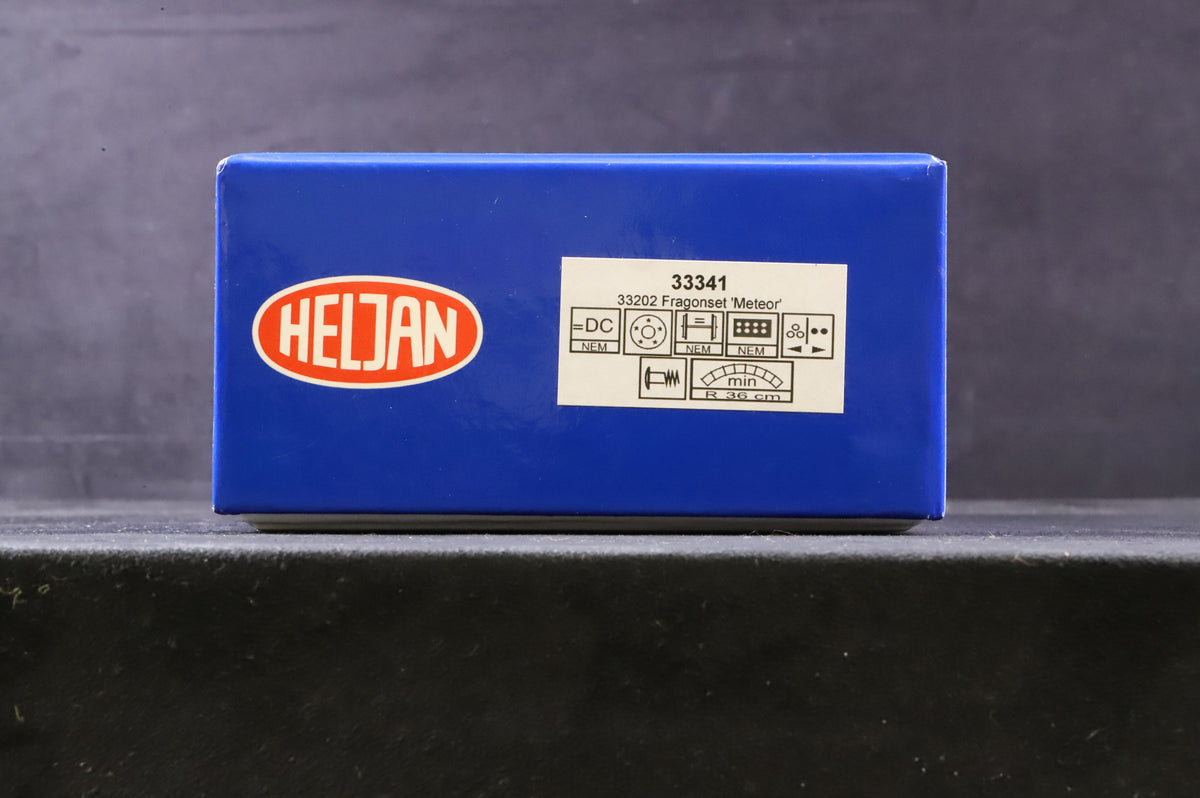 HELJAN
33341
33202 Fragonset 'Meteor'
=DC
NEM
NEM
NEM
min
R 36 cm